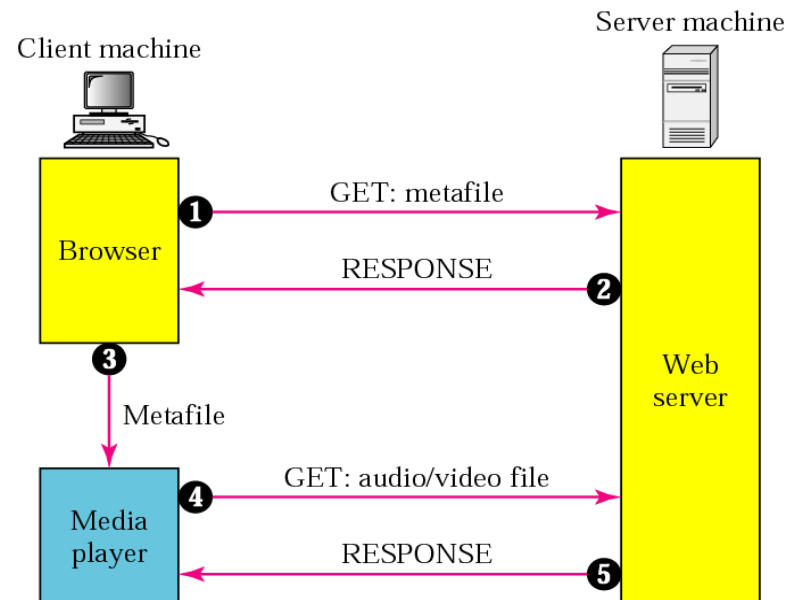 Server machine
Client machine
1
GET: metafile
Browser
RESPONSE
2
3
Web
server
Metafile
4
GET: audio/video file
Media
player
RESPONSE
5